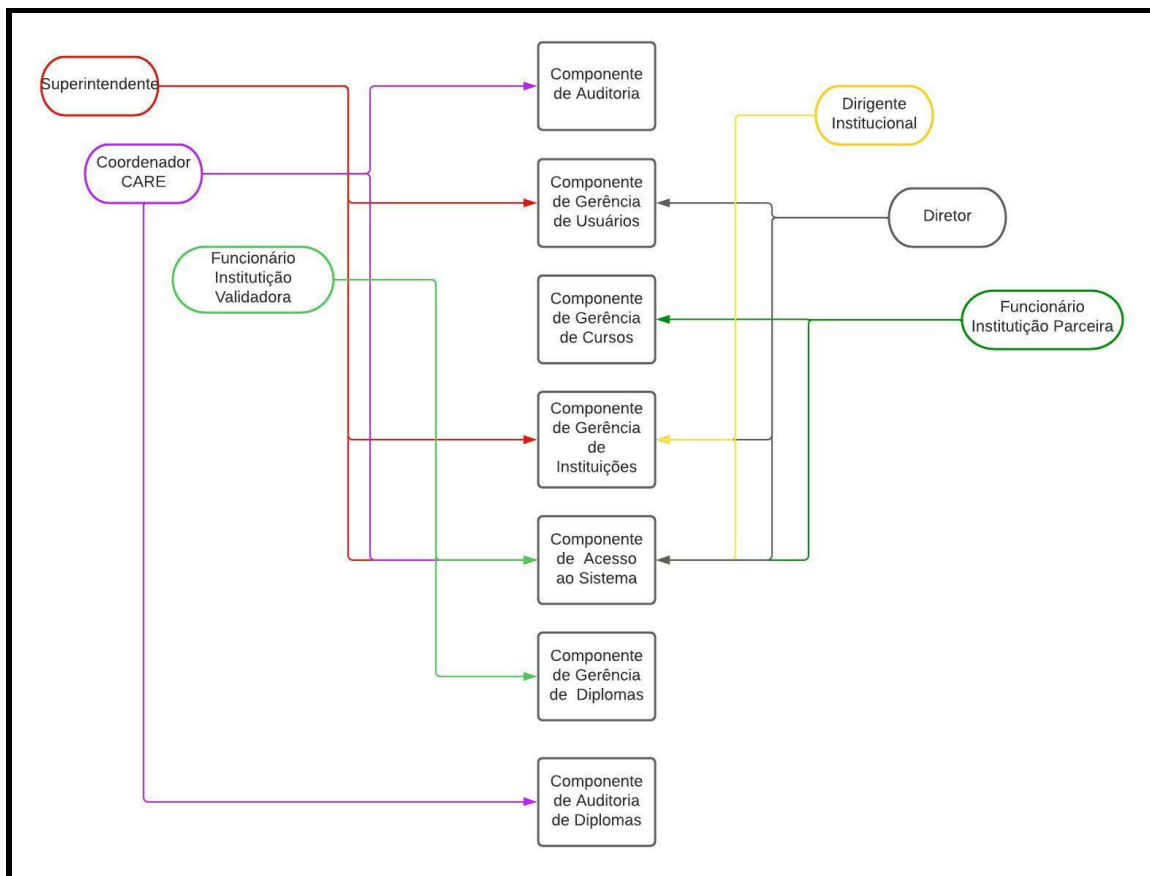 Superintendente
Coordenador
CARE
Funcionário
Institutição
Validadora
Componente
de Auditoria
Componente
de Gerência
de Usuários
Componente
de Gerência
de Cursos
Componente
de Gerência
de
Instituições
Componente
de Acesso
ao Sistema
Componente
de Gerência
de Diplomas
Componente
de Auditoria
de Diplomas
Dirigente
Institucional
Diretor
Funcionário
Institutição Parceira